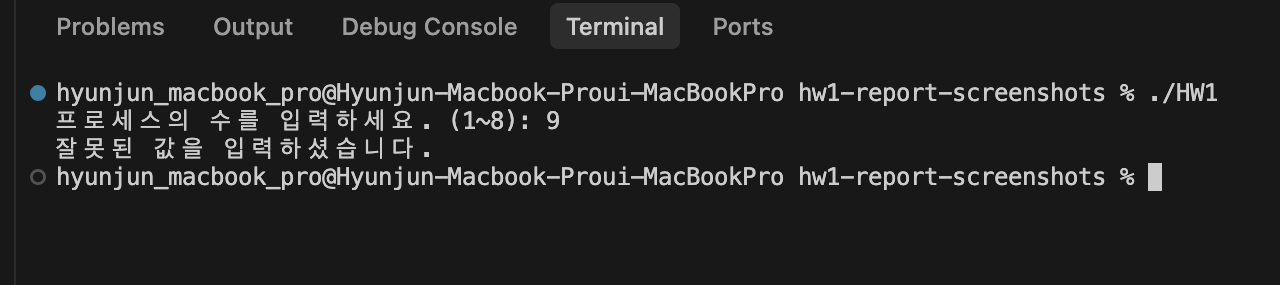 Problems Output Debug Console Terminal Ports
hyunjun_macbook_pro@Hyunjun-Macbook-Proui-MacBookPro hw1-report-screenshots % ./HW1
프로세스의 수를 입력하세요. (1~8): 9
잘못된 값을 입력하셨습니다.
hyunjun_macbook_pro@Hyunjun-Macbook-Proui-MacBookPro hw1-report-screenshots %